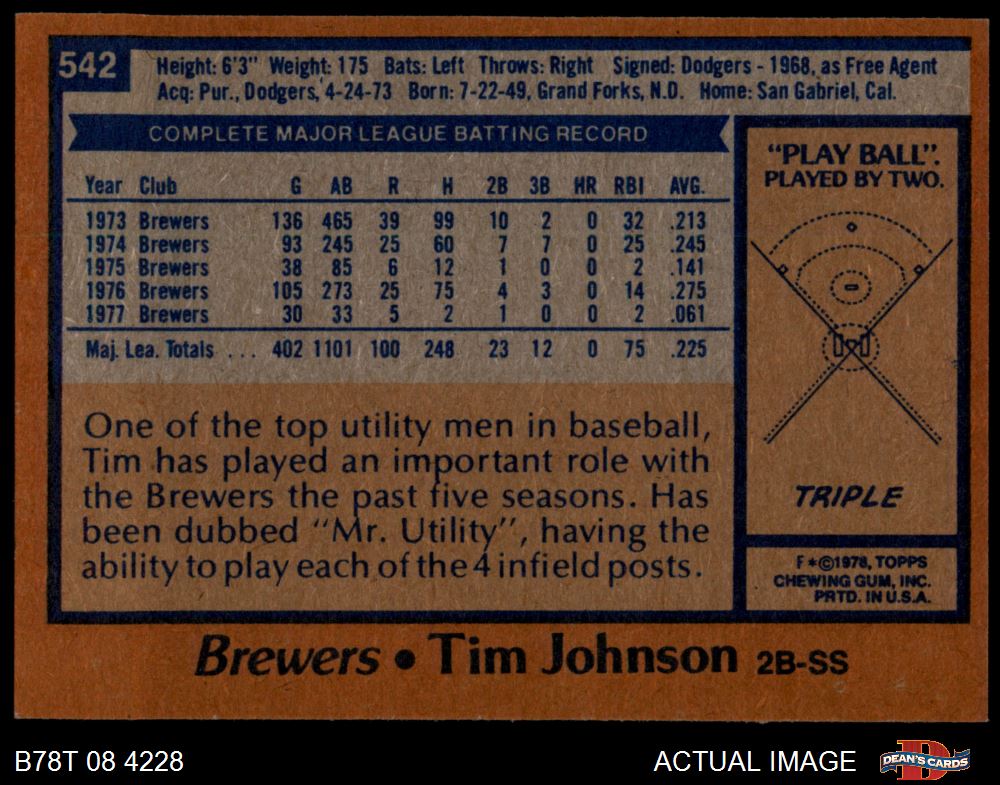 542
Height: 6'3" Weight: 175 Bats: Left Throws: Right Signed: Dodgers - 1968, as Free Agent
Acq: Pur., Dodgers, 4-24-73 Born: 7-22-49, Grand Forks, N.D. Home: San Gabriel, Cal.
COMPLETE MAJOR LEAGUE BATTING RECORD
Year Club G AB R H 2B 3B HR RBI AVG.
1973 Brewers 136 465 39 99 10 2 0 32 .213
1974 Brewers 93 245 25 60 7 7 0 25 .245
1975 Brewers 38 85 6 12 1 0 0 2 .141
1976 Brewers 105 273 25 75 4 3 0 14 .275
1977 Brewers 30 33 5 2 1 0 0 2 .061
Maj. Lea. Totals ... 402 1101 100 248 23 12 0 75 .225
One of the top utility men in baseball,
Tim has played an important role with
the Brewers the past five seasons. Has
been dubbed "Mr. Utility", having the
ability to play each of the 4 infield posts.
"PLAY BALL".
PLAYED BY TWO.
TRIPLE
F*©1978, TOPPS
CHEWING GUM, INC.
PRTD. IN U.S.A.
Brewers • Tim Johnson 2B-SS
B78T 08 4228
ACTUAL IMAGE
D
DEAN'S CARDS